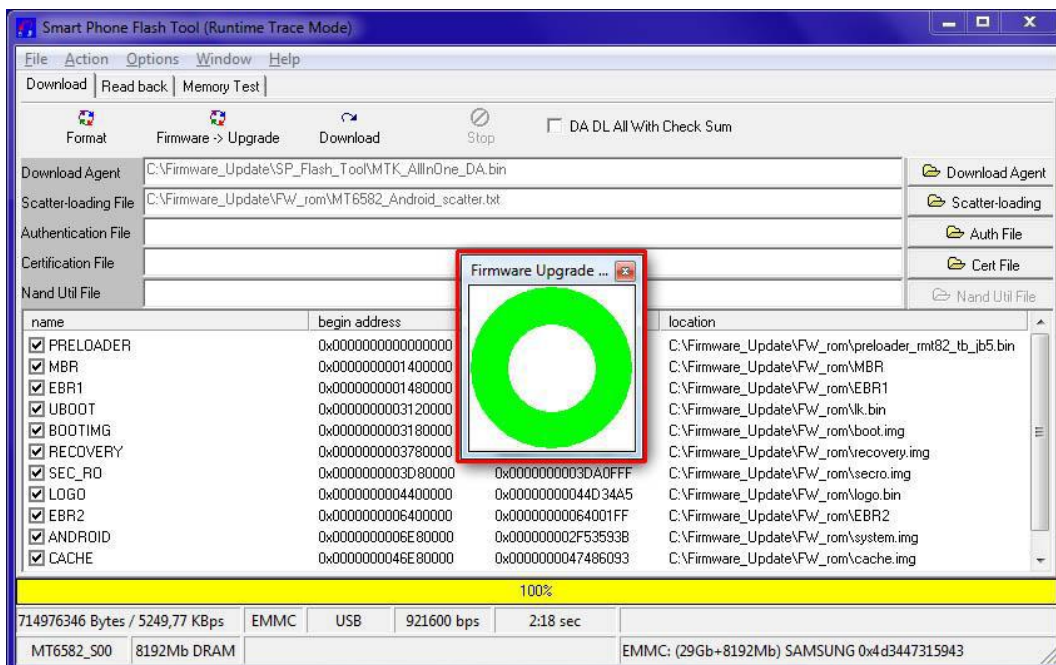 Smart Phone Flash Tool (Runtime Trace Mode)
File Action Options Window Help
Download Read back Memory Test
Format Firmware -> Upgrade Download Stop DA DL All With Check Sum
Download Agent C:\Firmware_Update\SP_Flash_Tool\MTK_AllInOne_DA.bin Download Agent
Scatter-loading File C:\Firmware_Update\FW_rom\MT6582_Android_scatter.txt Scatter-loading
Authentication File Auth File
Certification File Cert File
Firmware Upgrade ...
Nand Util File Nand Util File
name begin address location
PRELOADER 0x0000000000000000 C:\Firmware_Update\FW_rom\preloader_rmt82_tb_jb5.bin
MBR 0x0000000001400000 C:\Firmware_Update\FW_rom\MBR
EBR1 0x0000000001480000 C:\Firmware_Update\FW_rom\EBR1
UBOOT 0x0000000003120000 C:\Firmware_Update\FW_rom\lk.bin
BOOTIMG 0x0000000003180000 C:\Firmware_Update\FW_rom\boot.img
RECOVERY 0x0000000003780000 C:\Firmware_Update\FW_rom\recovery.img
SEC_RO 0x0000000003D80000 0x0000000003DA0FFF C:\Firmware_Update\FW_rom\secro.img
LOGO 0x0000000004400000 0x00000000044D34A5 C:\Firmware_Update\FW_rom\logo.bin
EBR2 0x0000000006400000 0x00000000064001FF C:\Firmware_Update\FW_rom\EBR2
ANDROID 0x0000000006E80000 0x000000002F53593B C:\Firmware_Update\FW_rom\system.img
CACHE 0x0000000046E80000 0x0000000047486093 C:\Firmware_Update\FW_rom\cache.img
100%
714976346 Bytes / 5249,77 KBps EMMC USB 921600 bps 2:18 sec
MT6582_S00 8192Mb DRAM EMMC: (29Gb+8192Mb) SAMSUNG 0x4d3447315943